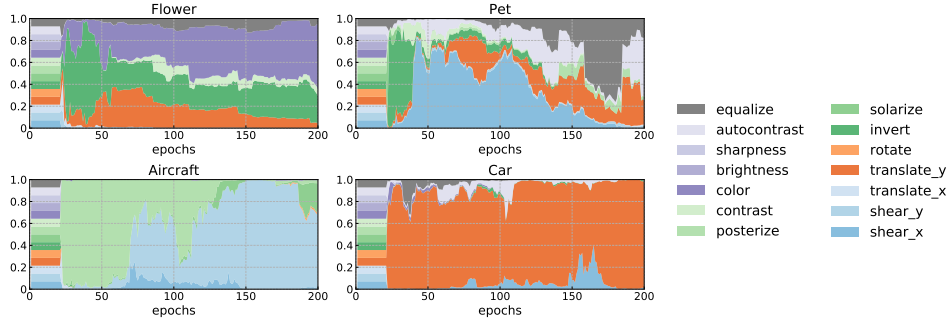 Flower
1.0
0.8
0.6
0.4
0.2
0
0 50 100 150 200
epochs
Pet
1.0
0.8
0.6
0.4
0.2
0
0 50 100 150 200
epochs
Aircraft
1.0
0.8
0.6
0.4
0.2
0
0 50 100 150 200
epochs
Car
1.0
0.8
0.6
0.4
0.2
0
0 50 100 150 200
epochs
equalize
autocontrast
sharpness
brightness
color
contrast
posterize
solarize
invert
rotate
translate_y
translate_x
shear_y
shear_x